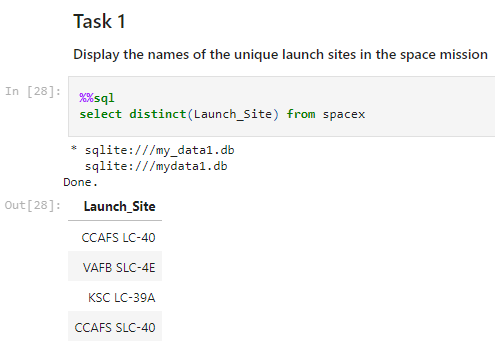 Task 1
Display the names of the unique launch sites in the space mission
In [28]:
%%sql
select distinct(Launch_Site) from spacex
* sqlite:///my_data1.db
sqlite:///mydata1.db
Done.
Out[28]:
Launch_Site
CCAFS LC-40
VAFB SLC-4E
KSC LC-39A
CCAFS SLC-40